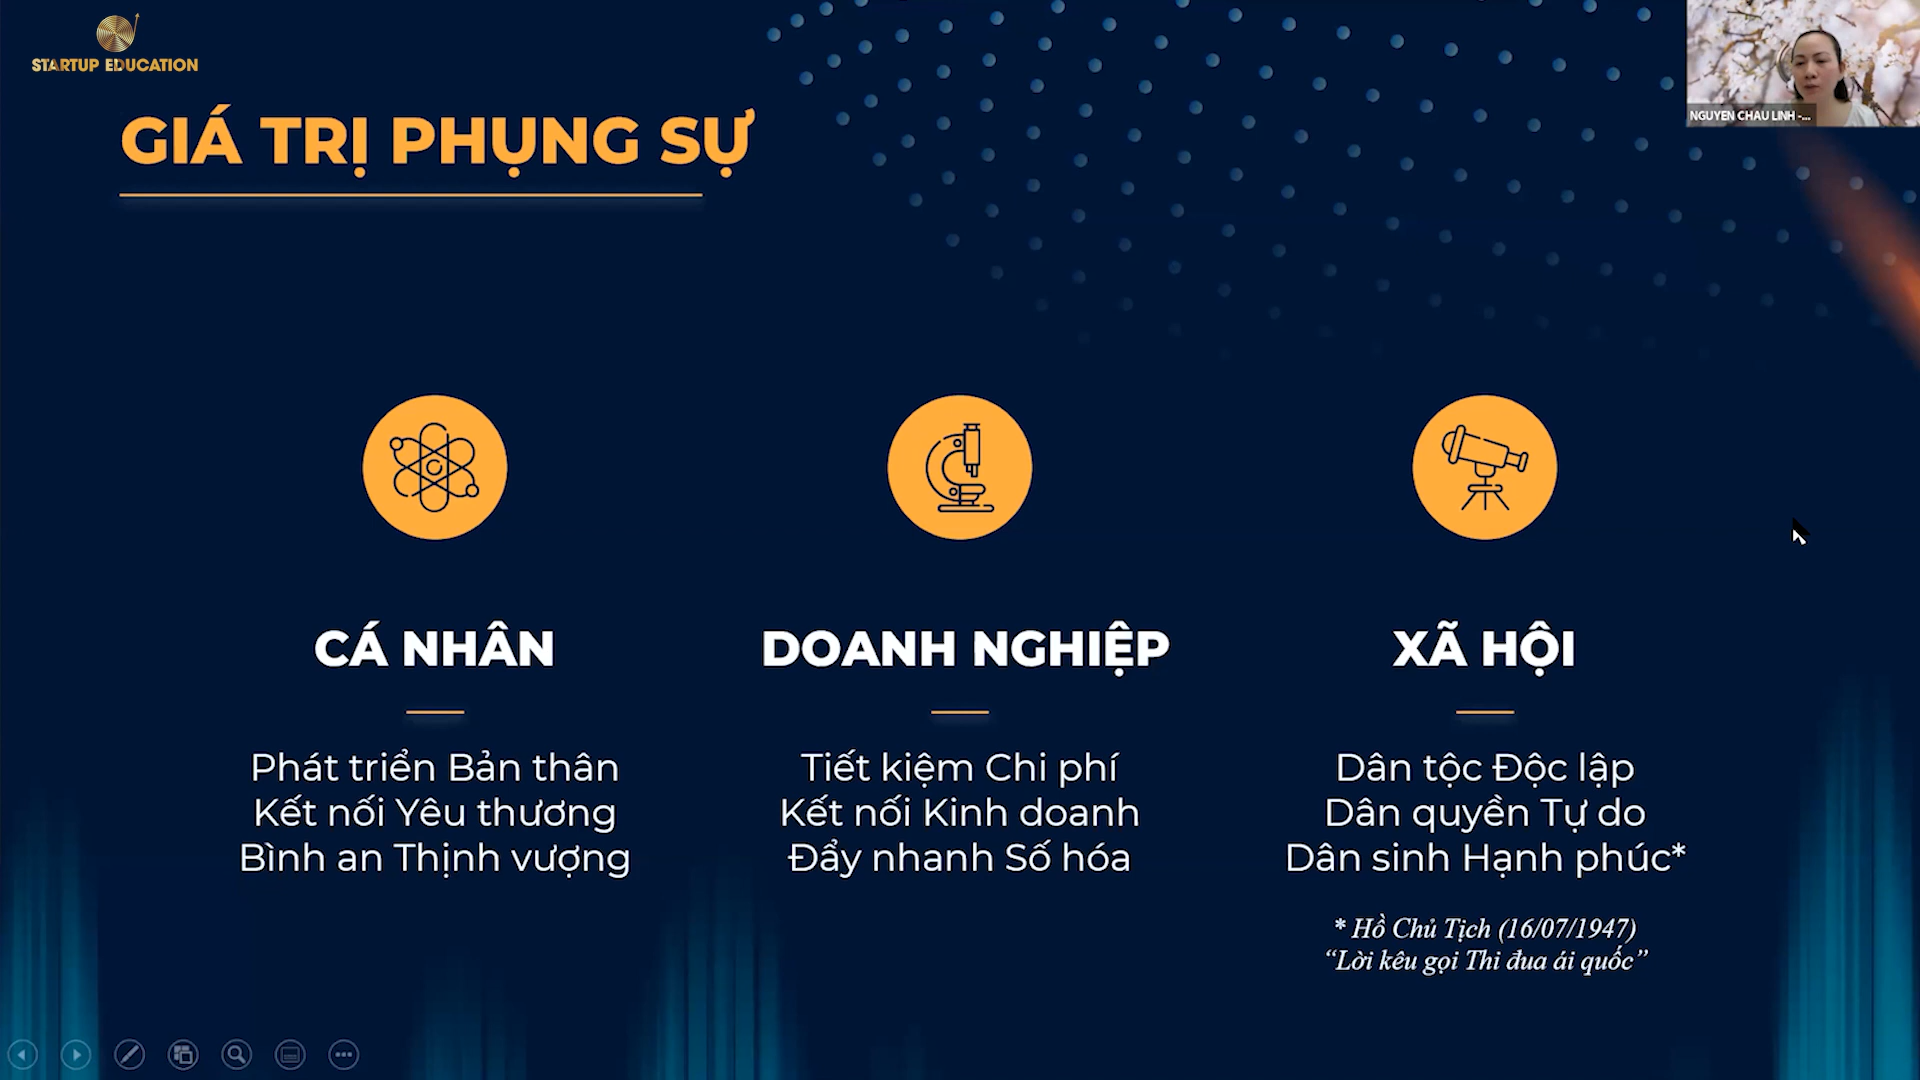 STARTUP EDUCATION
NGUYEN CHAU LINH -...
GIÁ TRỊ PHỤNG SỰ
CÁ NHÂN
Phát triển Bản thân
Kết nối Yêu thương
Bình an Thịnh vượng
DOANH NGHIỆP
Tiết kiệm Chi phí
Kết nối Kinh doanh
Đẩy nhanh Số hóa
XÃ HỘI
Dân tộc Độc lập
Dân quyền Tự do
Dân sinh Hạnh phúc*
* Hồ Chủ Tịch (16/07/1947)
“Lời kêu gọi Thi đua ái quốc”